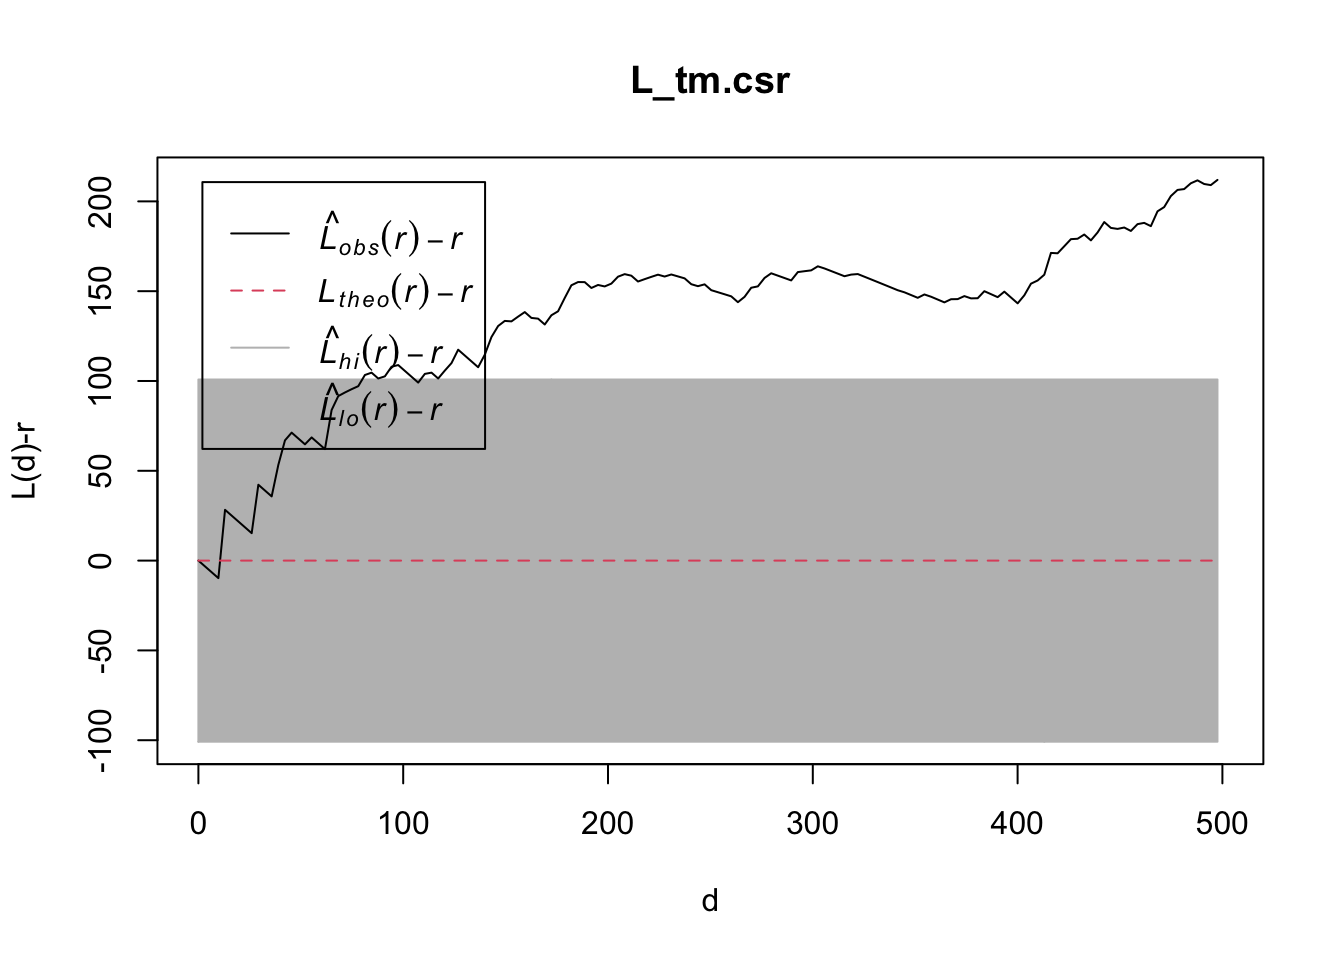 L_tm.csr
L(d)-r
200
150
100
50
0
-50
-100
L̂obs(r) − r
Ltheo(r) − r
L̂hi(r) − r
L̂lo(r) − r
0 100 200 300 400 500
d